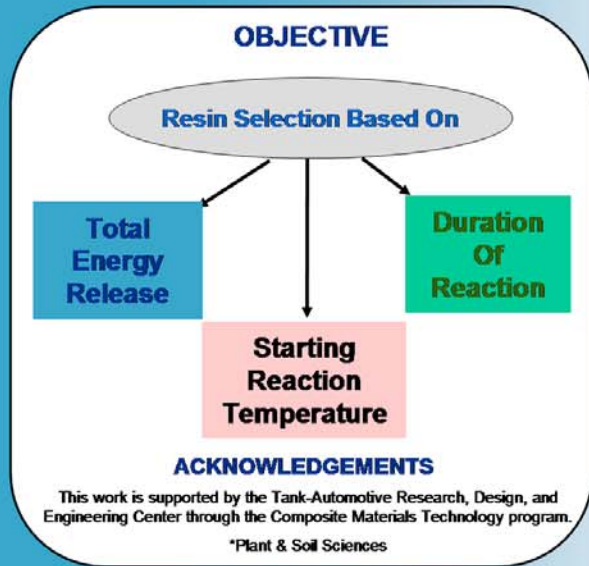 OBJECTIVE
Resin Selection Based On
Total
Energy
Release
Duration
Of
Reaction
Starting
Reaction
Temperature
ACKNOWLEDGEMENTS
This work is supported by the Tank-Automotive Research, Design, and
Engineering Center through the Composite Materials Technology program.
*Plant & Soil Sciences